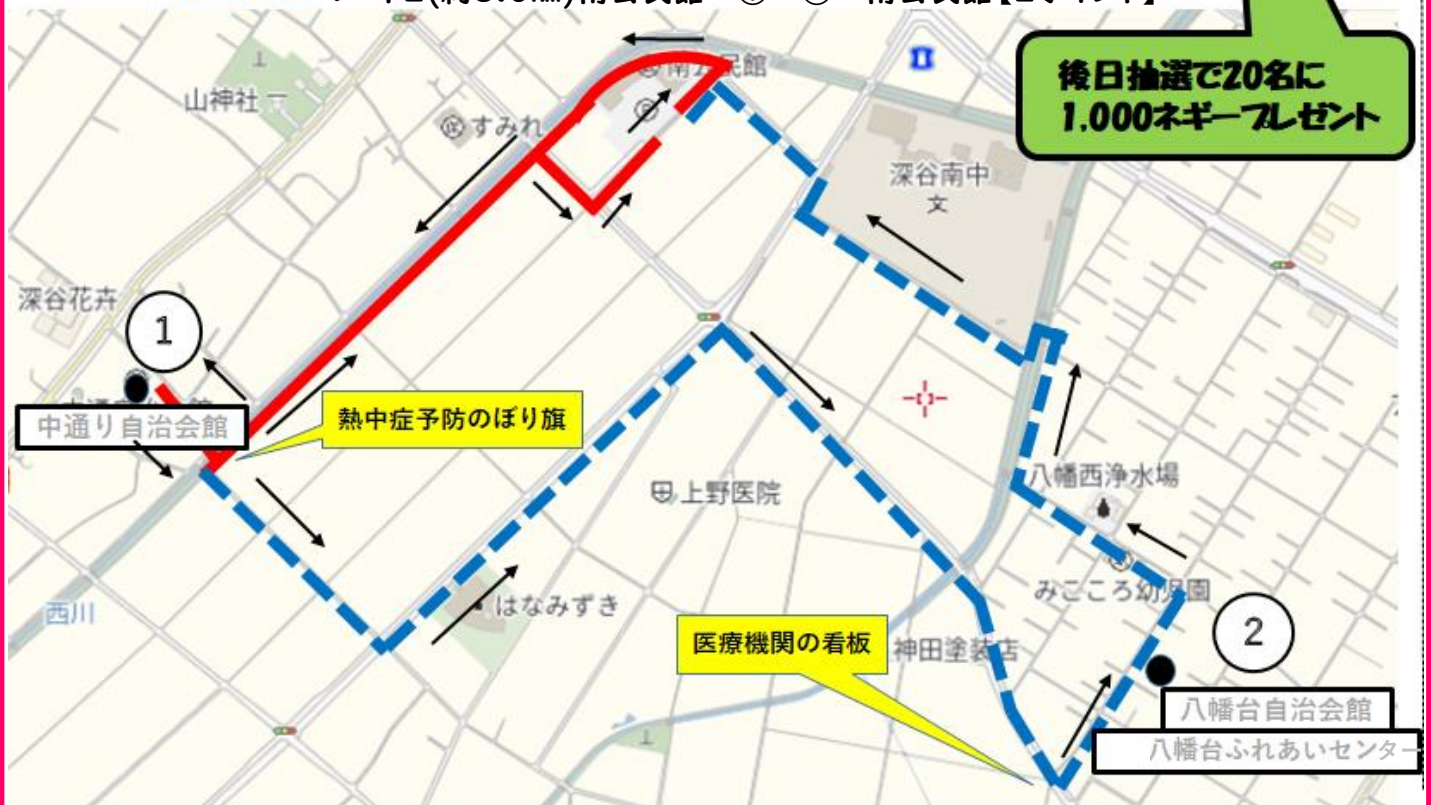 南公民館
後日抽選で20名に
1.000ネギープレゼント
山神社
すみれ
南公民館
深谷南中
文
深谷花卉
1
中通り自治会館
熱中症予防のぼり旗
上野医院
八幡西浄水場
西川
はなみずき
みこころ幼児園
2
医療機関の看板
神田塗装店
八幡台自治会館
八幡台ふれあいセンター